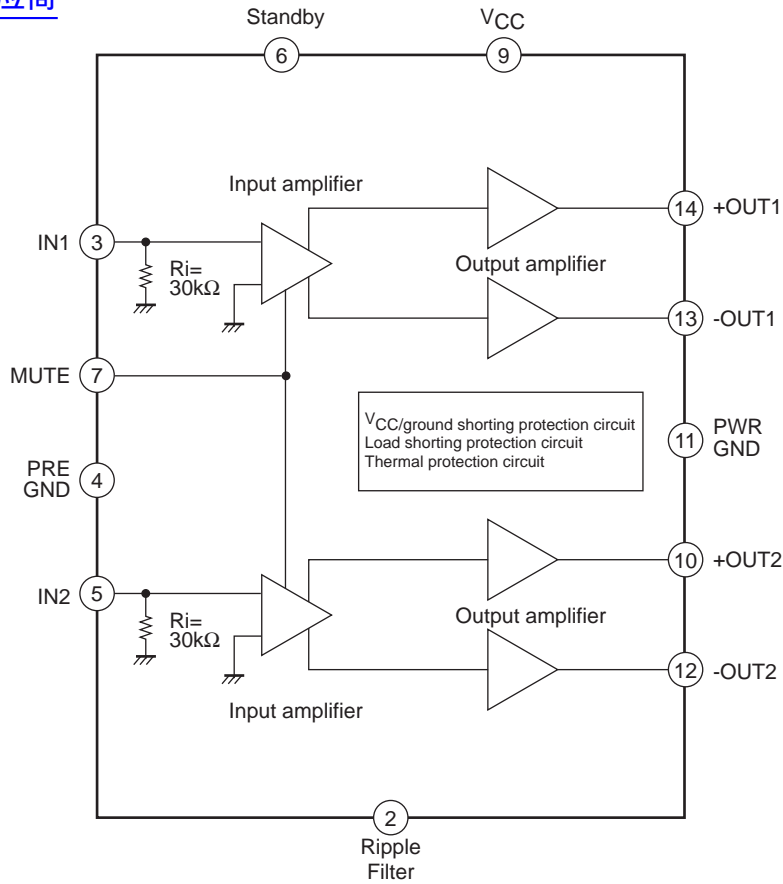 应商
Standby
VCC
6
9
Input amplifier
14
+OUT1
IN1
3
Ri=
30kΩ
Output amplifier
13
-OUT1
MUTE
7
VCC/ground shorting protection circuit
Load shorting protection circuit
Thermal protection circuit
11
PWR
GND
PRE
GND
4
10
+OUT2
IN2
5
Ri=
30kΩ
Output amplifier
12
-OUT2
Input amplifier
2
Ripple
Filter